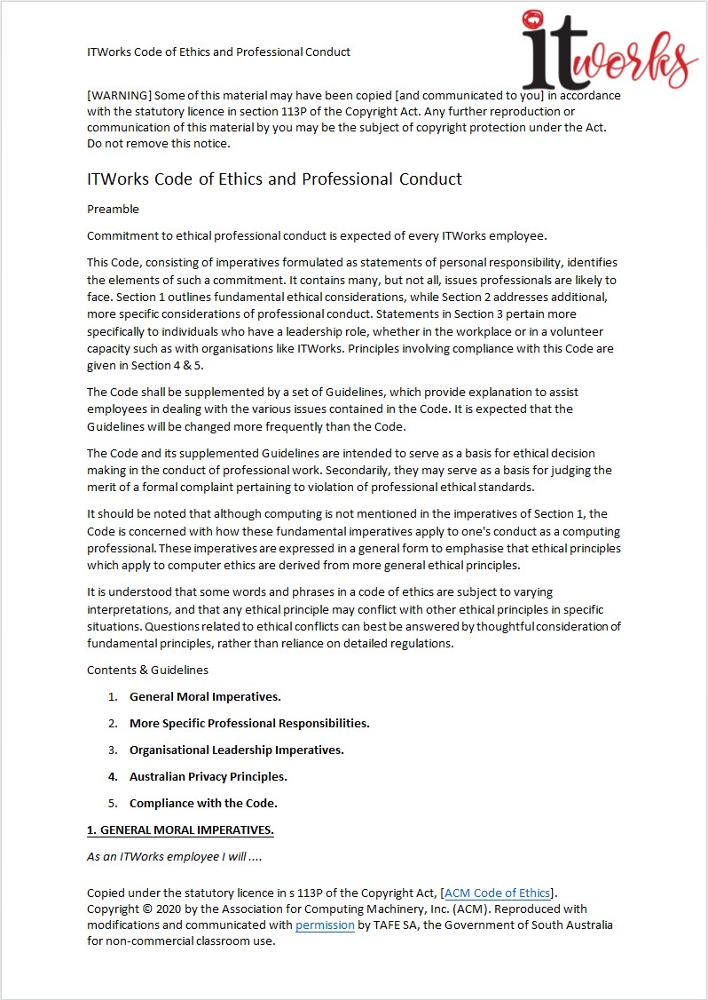 ITWorks Code of Ethics and Professional Conduct
it works
[WARNING] Some of this material may have been copied [and communicated to you] in accordance
with the statutory licence in section 113P of the Copyright Act. Any further reproduction or
communication of this material by you may be the subject of copyright protection under the Act.
Do not remove this notice.
ITWorks Code of Ethics and Professional Conduct
Preamble
Commitment to ethical professional conduct is expected of every ITWorks employee.
This Code, consisting of imperatives formulated as statements of personal responsibility, identifies
the elements of such a commitment. It contains many, but not all, issues professionals are likely to
face. Section 1 outlines fundamental ethical considerations, while Section 2 addresses additional,
more specific considerations of professional conduct. Statements in Section 3 pertain more
specifically to individuals who have a leadership role, whether in the workplace or in a volunteer
capacity such as with organisations like ITWorks. Principles involving compliance with this Code are
given in Section 4 & 5.
The Code shall be supplemented by a set of Guidelines, which provide explanation to assist
employees in dealing with the various issues contained in the Code. It is expected that the
Guidelines will be changed more frequently than the Code.
The Code and its supplemented Guidelines are intended to serve as a basis for ethical decision
making in the conduct of professional work. Secondarily, they may serve as a basis for judging the
merit of a formal complaint pertaining to violation of professional ethical standards.
It should be noted that although computing is not mentioned in the imperatives of Section 1, the
Code is concerned with how these fundamental imperatives apply to one's conduct as a computing
professional. These imperatives are expressed in a general form to emphasise that ethical principles
which apply to computer ethics are derived from more general ethical principles.
It is understood that some words and phrases in a code of ethics are subject to varying
interpretations, and that any ethical principle may conflict with other ethical principles in specific
situations. Questions related to ethical conflicts can best be answered by thoughtful consideration of
fundamental principles, rather than reliance on detailed regulations.
Contents & Guidelines
1. General Moral Imperatives.
2. More Specific Professional Responsibilities.
3. Organisational Leadership Imperatives.
4. Australian Privacy Principles.
5. Compliance with the Code.
1. GENERAL MORAL IMPERATIVES.
As an ITWorks employee I will ....
Copied under the statutory licence in s 113P of the Copyright Act, [ACM Code of Ethics].
Copyright © 2020 by the Association for Computing Machinery, Inc. (ACM). Reproduced with
modifications and communicated with permission by TAFE SA, the Government of South Australia
for non-commercial classroom use.